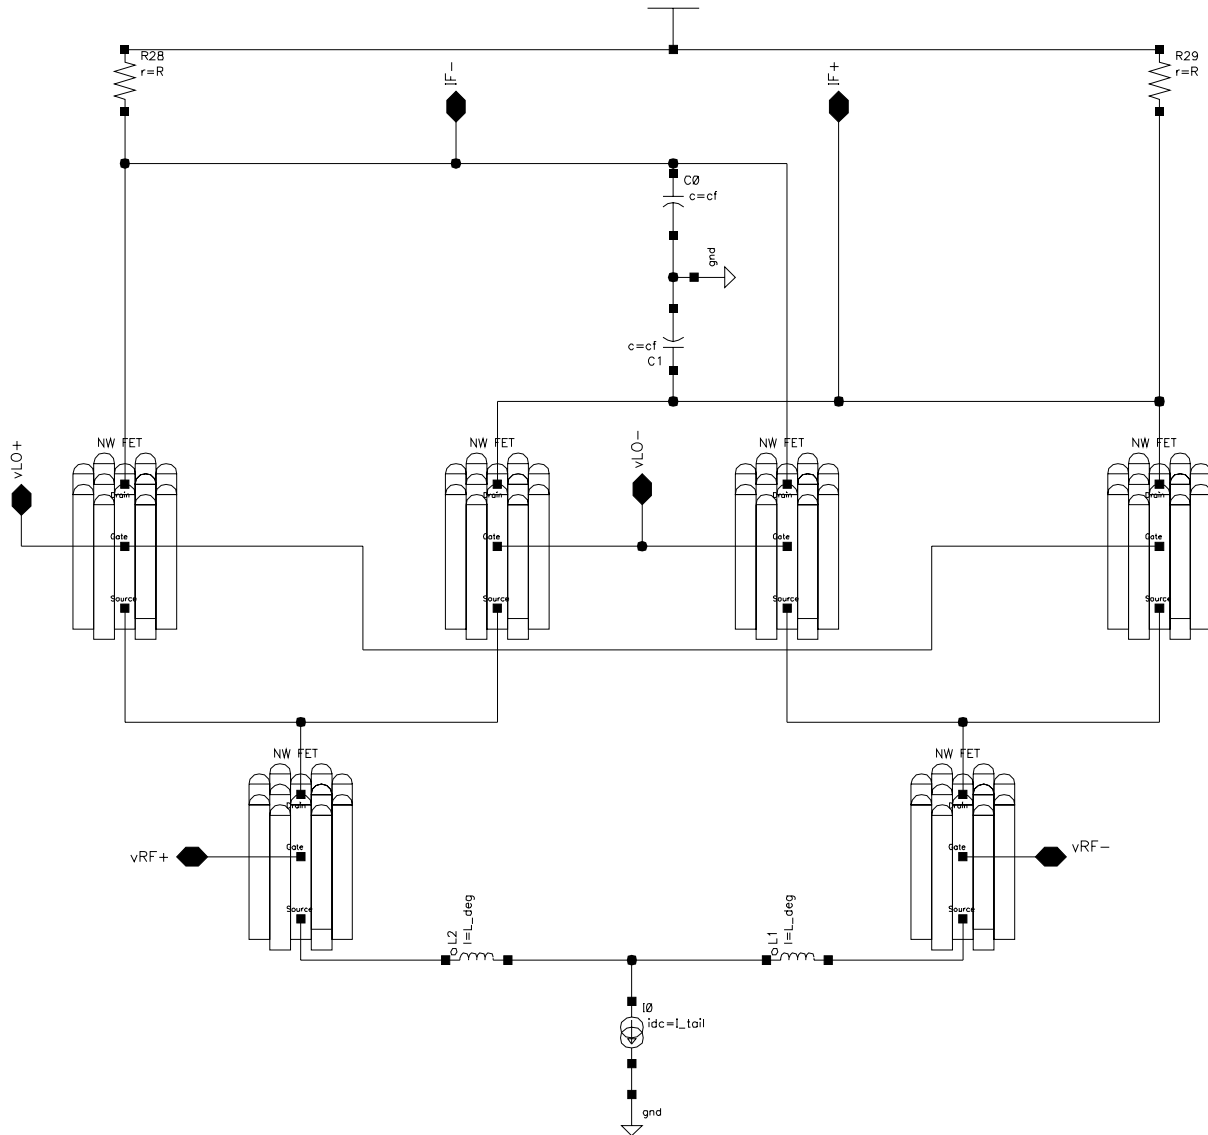 R28
r=R
IF-
IF+
R29
r=R
C0
c=cf
gnd
c=cf
C1
vLO+
NW FET
NW FET
vLO-
NW FET
NW FET
Drain
Drain
Drain
Drain
Gate
Gate
Gate
Gate
Source
Source
Source
Source
NW FET
NW FET
Drain
Drain
vRF+
Gate
Gate
vRF-
Source
Source
L2
l=L_deg
L1
l=L_deg
I0
idc=I_tail
gnd